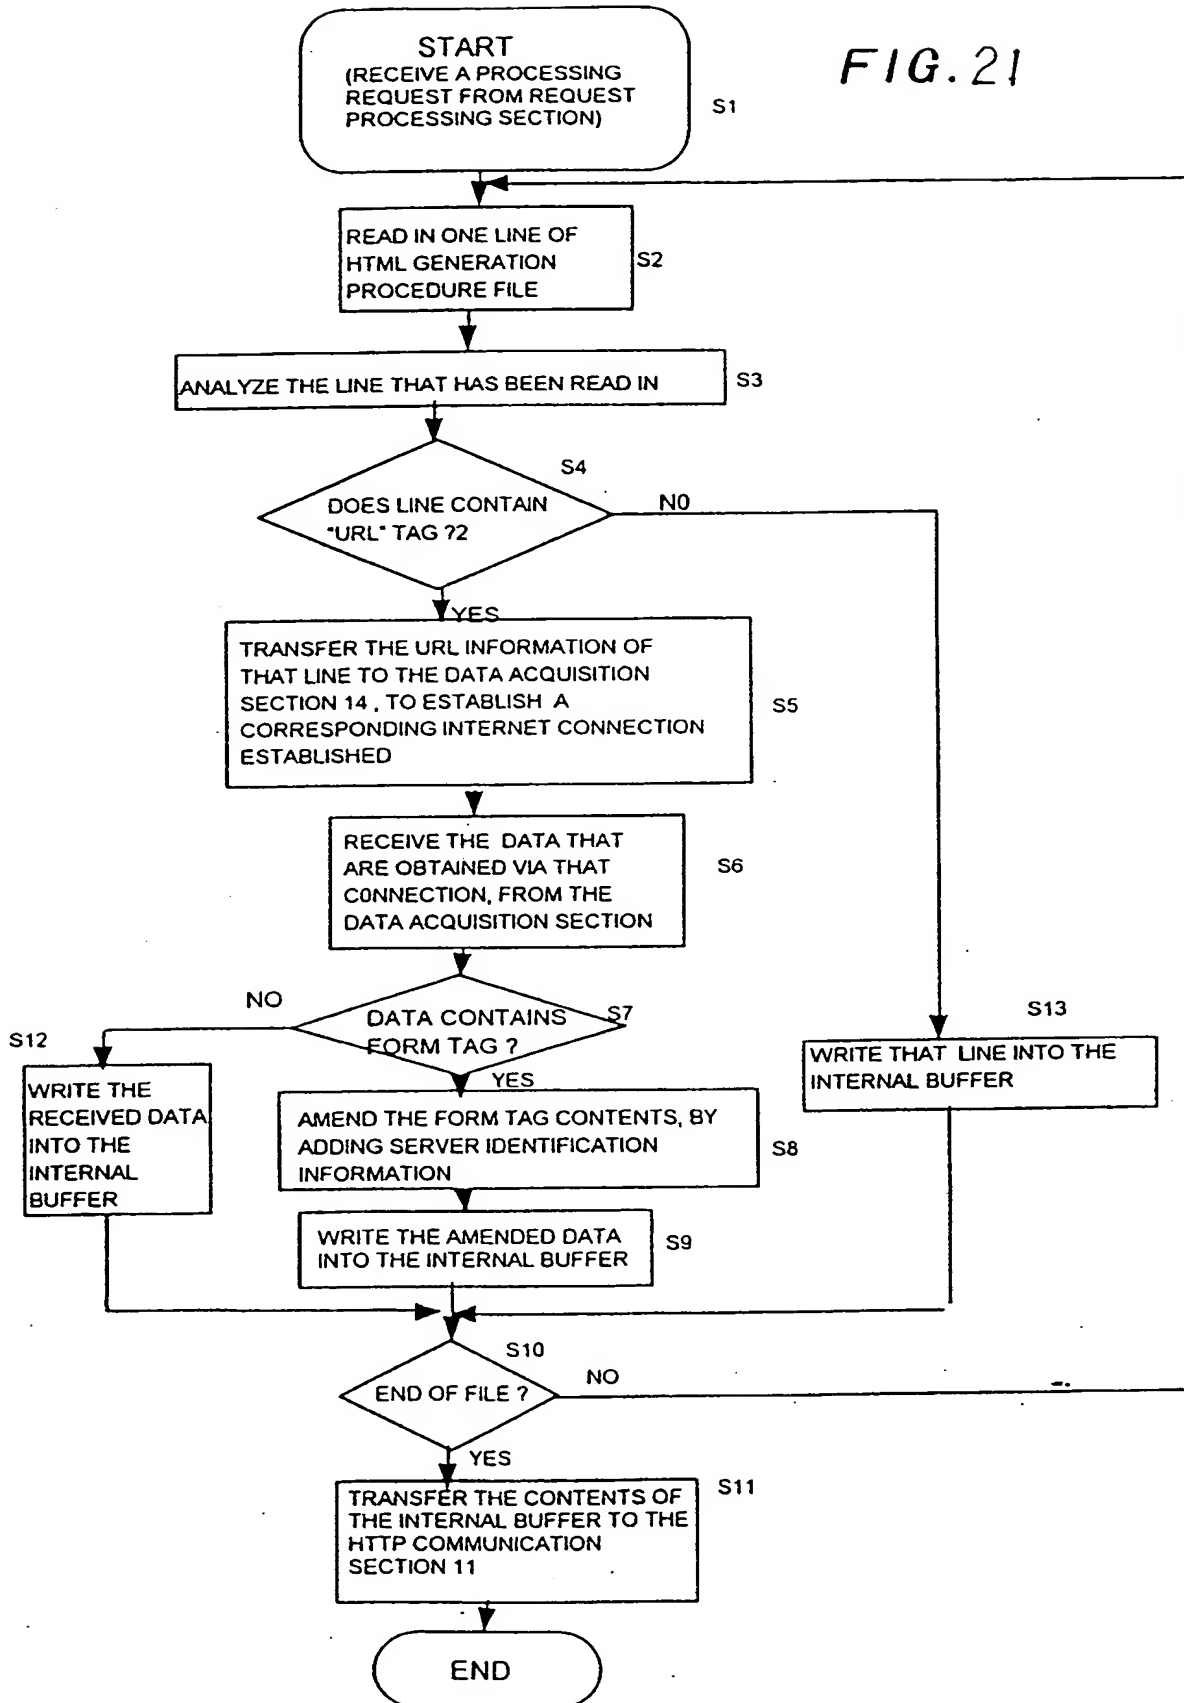 FIG. 21
START
(RECEIVE A PROCESSING
REQUEST FROM REQUEST
PROCESSING SECTION)
S1
READ IN ONE LINE OF
HTML GENERATION
PROCEDURE FILE
S2
ANALYZE THE LINE THAT HAS BEEN READ IN
S3
S4
DOES LINE CONTAIN
"URL" TAG ?2
NO
YES
TRANSFER THE URL INFORMATION OF
THAT LINE TO THE DATA ACQUISITION
SECTION 14 , TO ESTABLISH A
CORRESPONDING INTERNET CONNECTION
ESTABLISHED
S5
RECEIVE THE DATA THAT
ARE OBTAINED VIA THAT
CONNECTION, FROM THE
DATA ACQUISITION SECTION
S6
NO
S7
DATA CONTAINS
FORM TAG ?
YES
S12
WRITE THE
RECEIVED DATA
INTO THE
INTERNAL
BUFFER
AMEND THE FORM TAG CONTENTS, BY
ADDING SERVER IDENTIFICATION
INFORMATION
S8
S13
WRITE THAT LINE INTO THE
INTERNAL BUFFER
WRITE THE AMENDED DATA
INTO THE INTERNAL BUFFER
S9
S10
END OF FILE ?
NO
YES
TRANSFER THE CONTENTS OF
THE INTERNAL BUFFER TO THE
HTTP COMMUNICATION
SECTION 11
S11
END